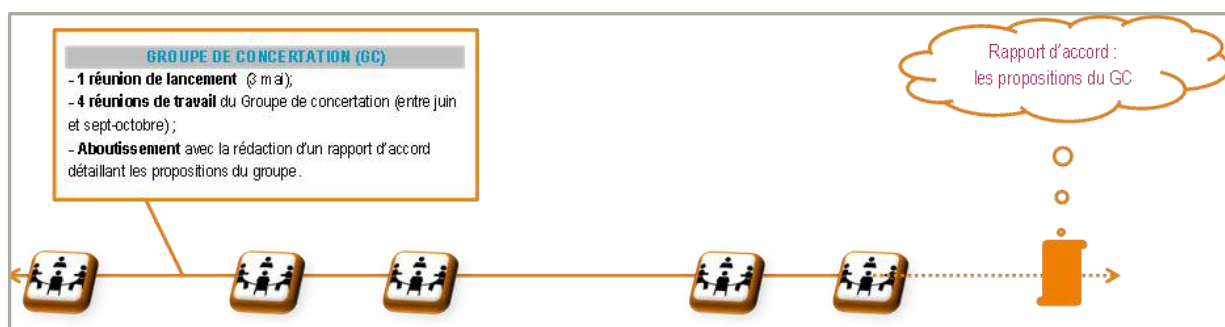 GROUPE DE CONCERTATION (GC)
- 1 réunion de lancement (3 mai);
- 4 réunions de travail du Groupe de concertation (entre juin
et sept-octobre) ;
- Aboutissement avec la rédaction d'un rapport d'accord
détaillant les propositions du groupe.
Rapport d'accord :
les propositions du GC